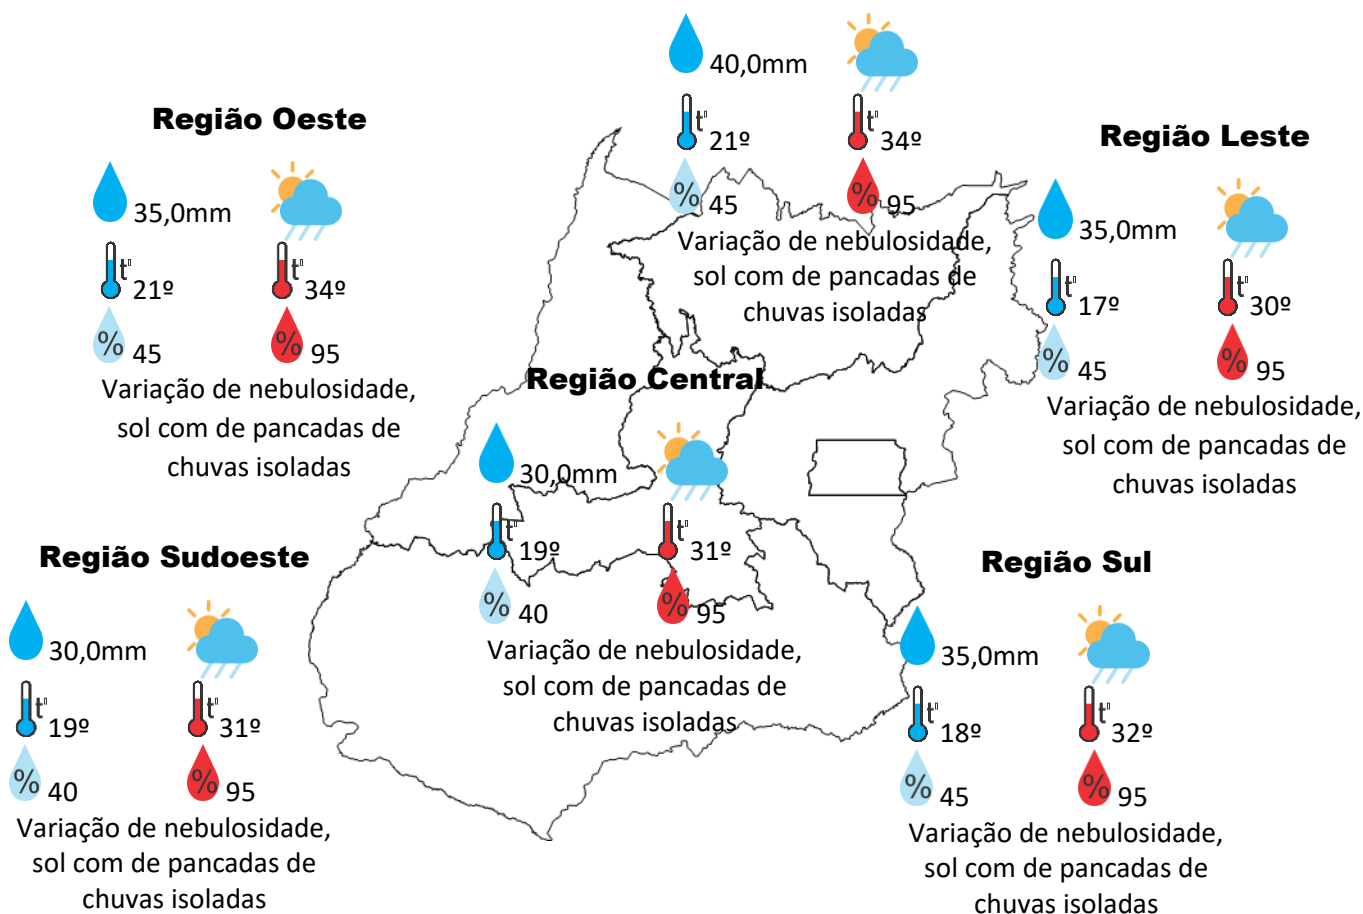 40,0mm
t°
21º
t°
34º
%
45
%
95
Variação de nebulosidade,
sol com de pancadas de
chuvas isoladas
Região Oeste
35,0mm
t°
21º
t°
34º
%
45
%
95
Variação de nebulosidade,
sol com de pancadas de
chuvas isoladas
Região Leste
35,0mm
t°
17º
t°
30º
%
45
%
95
Variação de nebulosidade,
sol com de pancadas de
chuvas isoladas
Região Central
30,0mm
t°
19º
t°
31º
%
40
%
95
Variação de nebulosidade,
sol com de pancadas de
chuvas isoladas
Região Sudoeste
30,0mm
t°
19º
t°
31º
%
40
%
95
Variação de nebulosidade,
sol com de pancadas de
chuvas isoladas
Região Sul
35,0mm
t°
18º
t°
32º
%
45
%
95
Variação de nebulosidade,
sol com de pancadas de
chuvas isoladas